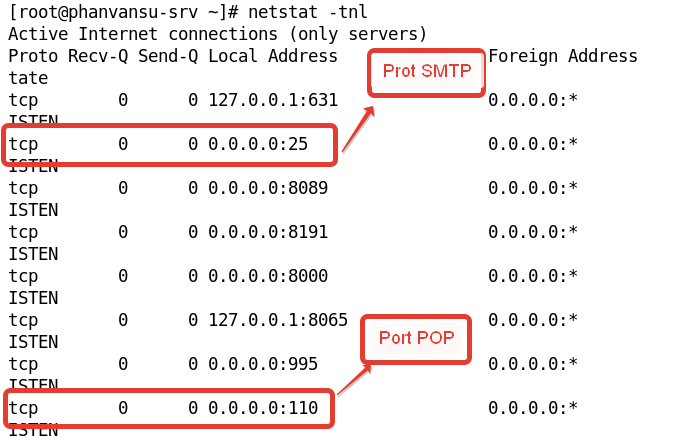 [root@phanvansu-srv ~]# netstat -tnl
Active Internet connections (only servers)
Proto Recv-Q Send-Q Local Address Foreign Address
tate
Prot SMTP
tcp 0 0 127.0.0.1:631 0.0.0.0:*
ISTEN
tcp 0 0 0.0.0.0:25 0.0.0.0:*
ISTEN
tcp 0 0 0.0.0.0:8089 0.0.0.0:*
ISTEN
tcp 0 0 0.0.0.0:8191 0.0.0.0:*
ISTEN
tcp 0 0 0.0.0.0:8000 0.0.0.0:*
ISTEN
tcp 0 0 127.0.0.1:8065 0.0.0.0:*
ISTEN
Port POP
tcp 0 0 0.0.0.0:995 0.0.0.0:*
ISTEN
tcp 0 0 0.0.0.0:110 0.0.0.0:*
ISTEN